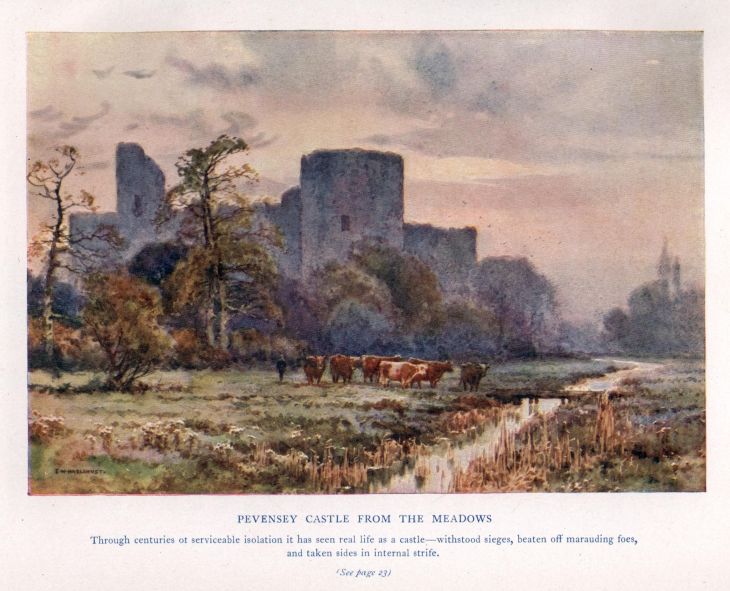 E. W. HASLEHUST.
PEVENSEY CASTLE FROM THE MEADOWS
Through centuries ot serviceable isolation it has seen real life as a castle—withstood sieges, beaten off marauding foes,
and taken sides in internal strife.
(See page 23)